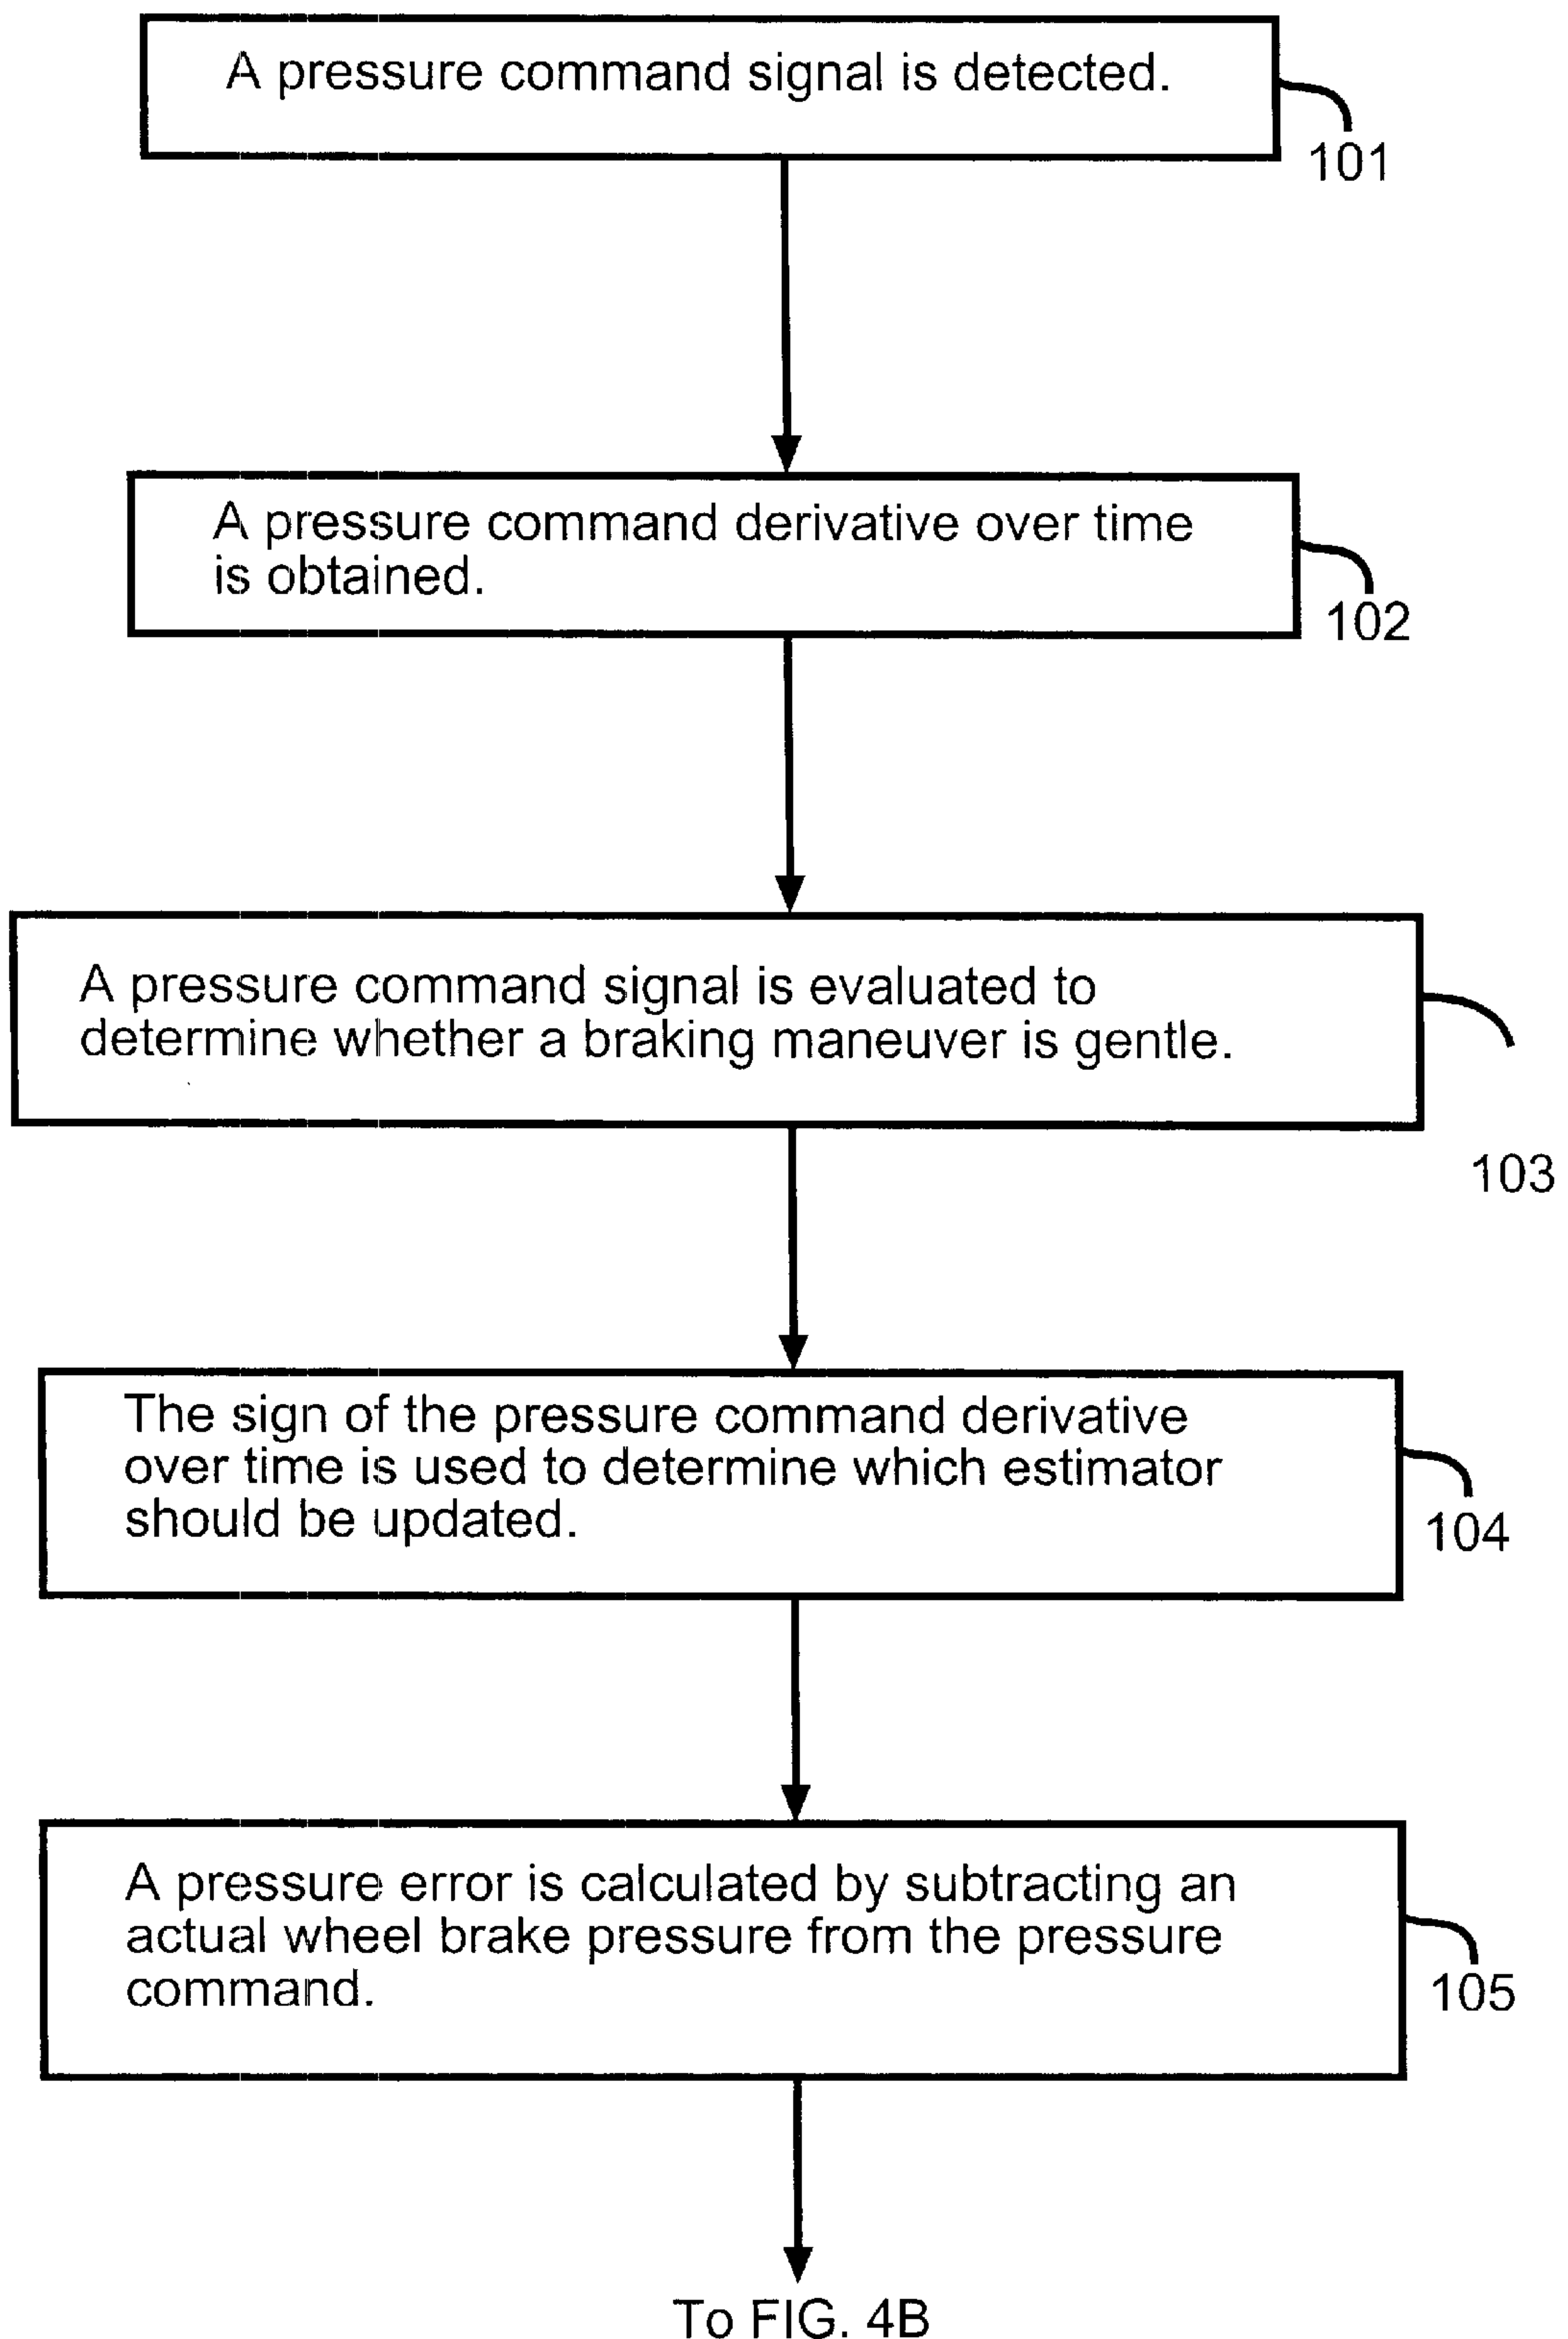 A pressure command signal is detected.
101
A pressure command derivative over time
is obtained.
102
A pressure command signal is evaluated to
determine whether a braking maneuver is gentle.
103
The sign of the pressure command derivative
over time is used to determine which estimator
should be updated.
104
A pressure error is calculated by subtracting an
actual wheel brake pressure from the pressure
command.
105
To FIG. 4B